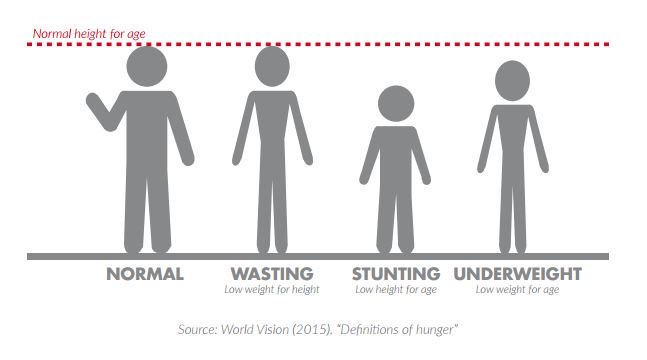 Normal height for age
NORMAL
WASTING
Low weight for height
STUNTING
Low height for age
UNDERWEIGHT
Low weight for age
Source: World Vision (2015), “Definitions of hunger”